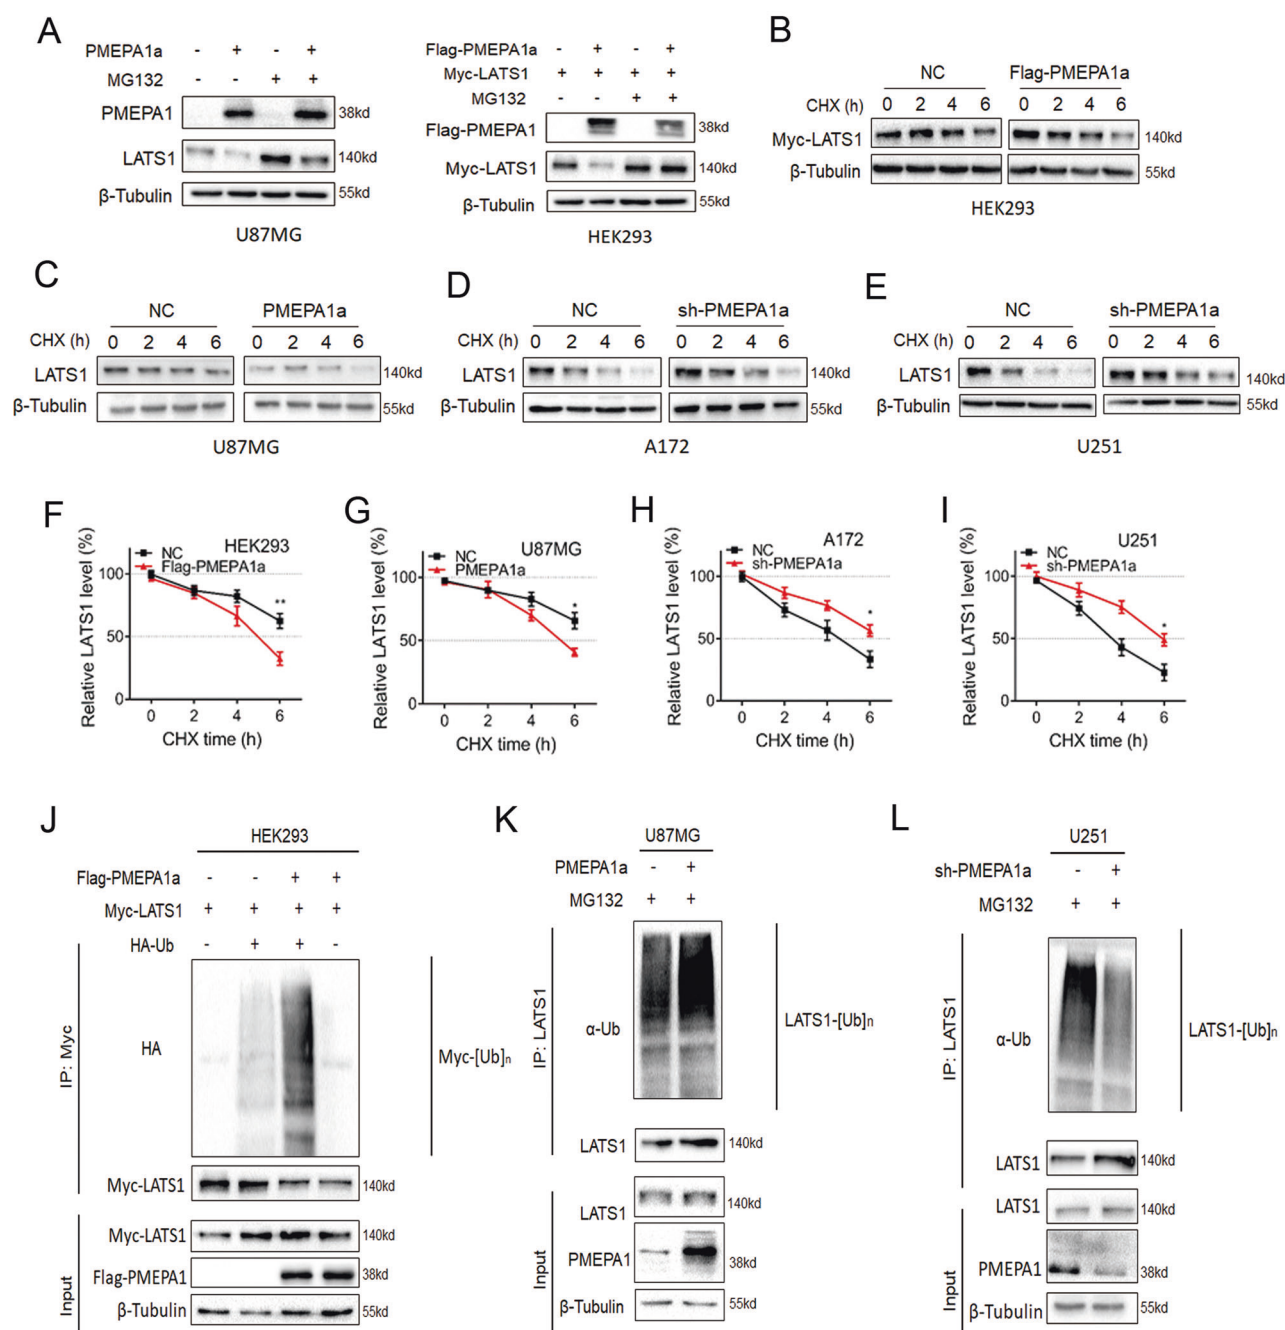 A
PMEPA1a - + - +
MG132 - - + +
PMEPA1 38kd
LATS1 140kd
β-Tubulin 55kd
U87MG
Flag-PMEPA1a - + - +
Myc-LATS1 + + + +
MG132 - - + +
Flag-PMEPA1 38kd
Myc-LATS1 140kd
β-Tubulin 55kd
HEK293
B
NC Flag-PMEPA1a
CHX (h) 0 2 4 6 0 2 4 6
Myc-LATS1 140kd
β-Tubulin 55kd
HEK293
C
NC PMEPA1a
CHX (h) 0 2 4 6 0 2 4 6
LATS1 140kd
β-Tubulin 55kd
U87MG
D
NC sh-PMEPA1a
CHX (h) 0 2 4 6 0 2 4 6
LATS1 140kd
β-Tubulin 55kd
A172
E
NC sh-PMEPA1a
CHX (h) 0 2 4 6 0 2 4 6
LATS1 140kd
β-Tubulin 55kd
U251
F
HEK293
NC
Flag-PMEPA1a
Relative LATS1 level (%)
100
50
0
**
0 2 4 6
CHX time (h)
G
U87MG
NC
PMEPA1a
Relative LATS1 level (%)
100
50
0
*
0 2 4 6
CHX time (h)
H
A172
NC
sh-PMEPA1a
Relative LATS1 level (%)
100
50
0
*
0 2 4 6
CHX time (h)
I
U251
NC
sh-PMEPA1a
Relative LATS1 level (%)
100
50
0
*
0 2 4 6
CHX time (h)
J
HEK293
Flag-PMEPA1a - - + +
Myc-LATS1 + + + +
HA-Ub - + + -
IP: Myc
HA
Myc-[Ub]n
Myc-LATS1 140kd
Input
Myc-LATS1 140kd
Flag-PMEPA1 38kd
β-Tubulin 55kd
K
U87MG
PMEPA1a - +
MG132 + +
IP: LATS1
α-Ub
LATS1-[Ub]n
LATS1 140kd
Input
LATS1 140kd
PMEPA1 38kd
β-Tubulin 55kd
L
U251
sh-PMEPA1a - +
MG132 + +
IP: LATS1
α-Ub
LATS1-[Ub]n
LATS1 140kd
Input
LATS1 140kd
PMEPA1 38kd
β-Tubulin 55kd